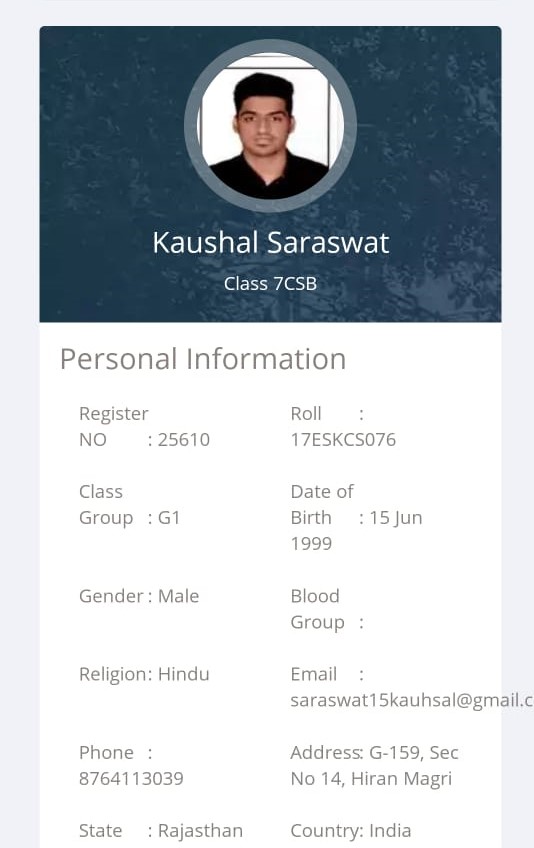 Kaushal Saraswat
Class 7CSB
Personal Information
Register
NO : 25610
Roll :
17ESKCS076
Class
Group : G1
Date of
Birth : 15 Jun
1999
Gender : Male
Blood
Group :
Religion: Hindu
Email :
saraswat15kauhsal@gmail.c
Phone :
8764113039
Address: G-159, Sec
No 14, Hiran Magri
State : Rajasthan
Country: India